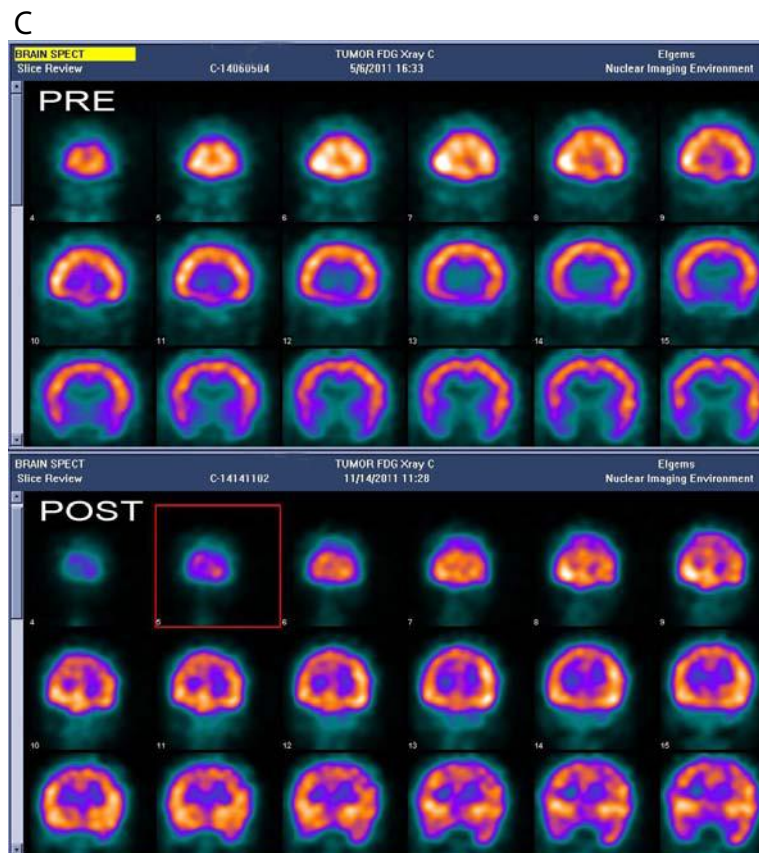 C
BRAIN SPECT TUMOR FDG Xray C Elgems
Slice Review C-14060504 5/6/2011 16:33 Nuclear Imaging Environment
PRE
4 5 6 7 8 9
10 11 12 13 14 15
BRAIN SPECT TUMOR FDG Xray C Elgems
Slice Review C-14141102 11/14/2011 11:28 Nuclear Imaging Environment
POST
4 5 6 7 8 9
10 11 12 13 14 15